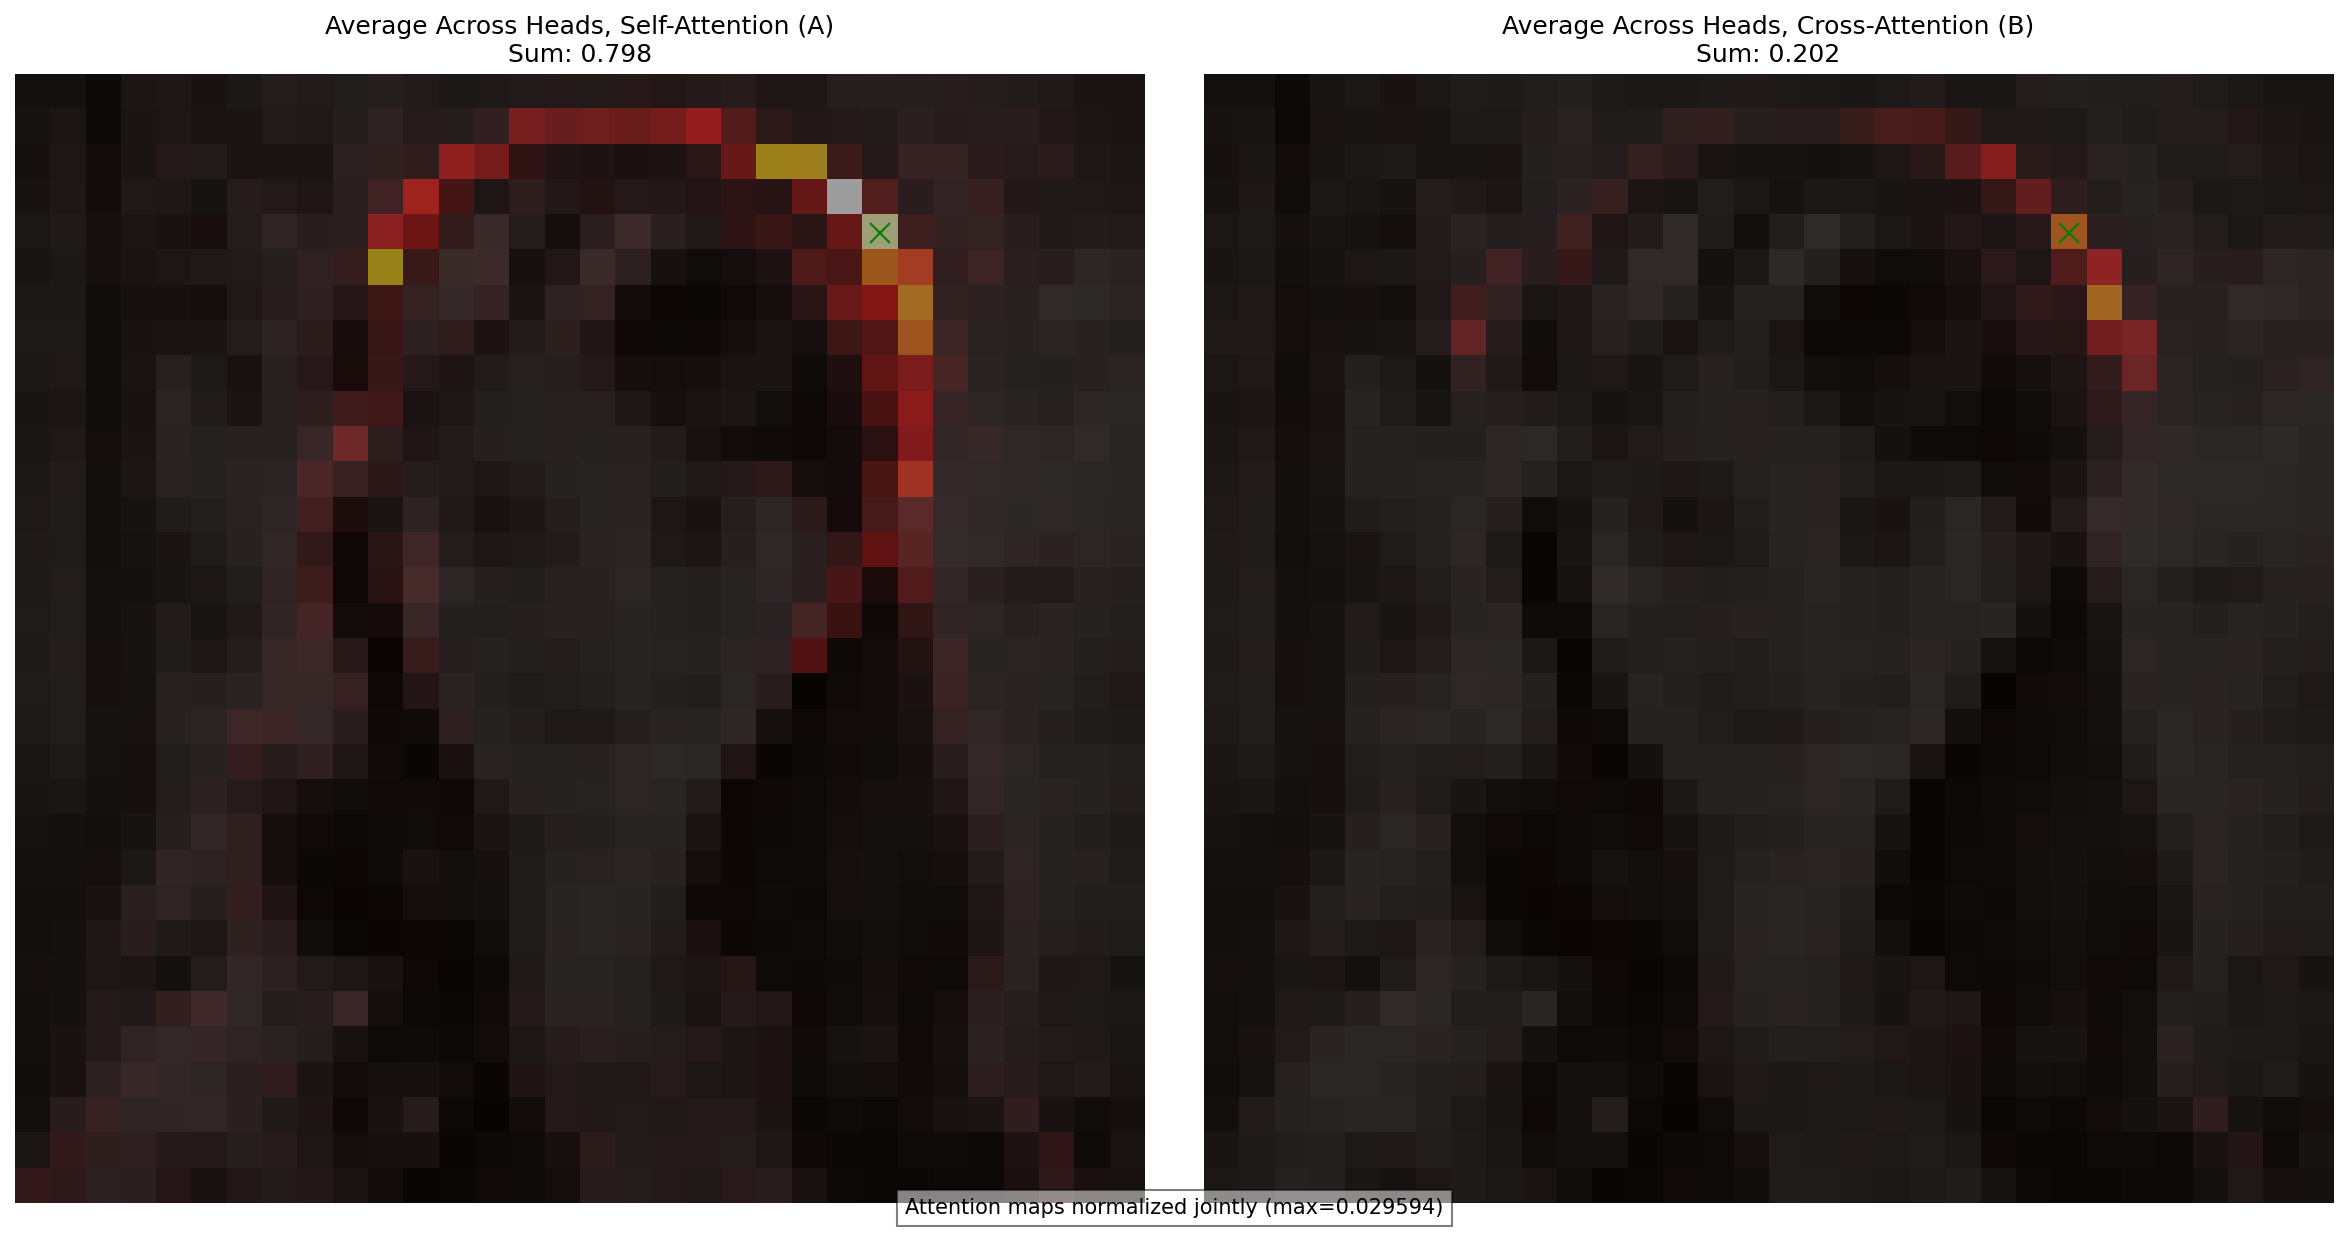 Average Across Heads, Self-Attention (A)
Sum: 0.798
Average Across Heads, Cross-Attention (B)
Sum: 0.202
Attention maps normalized jointly (max=0.029594)